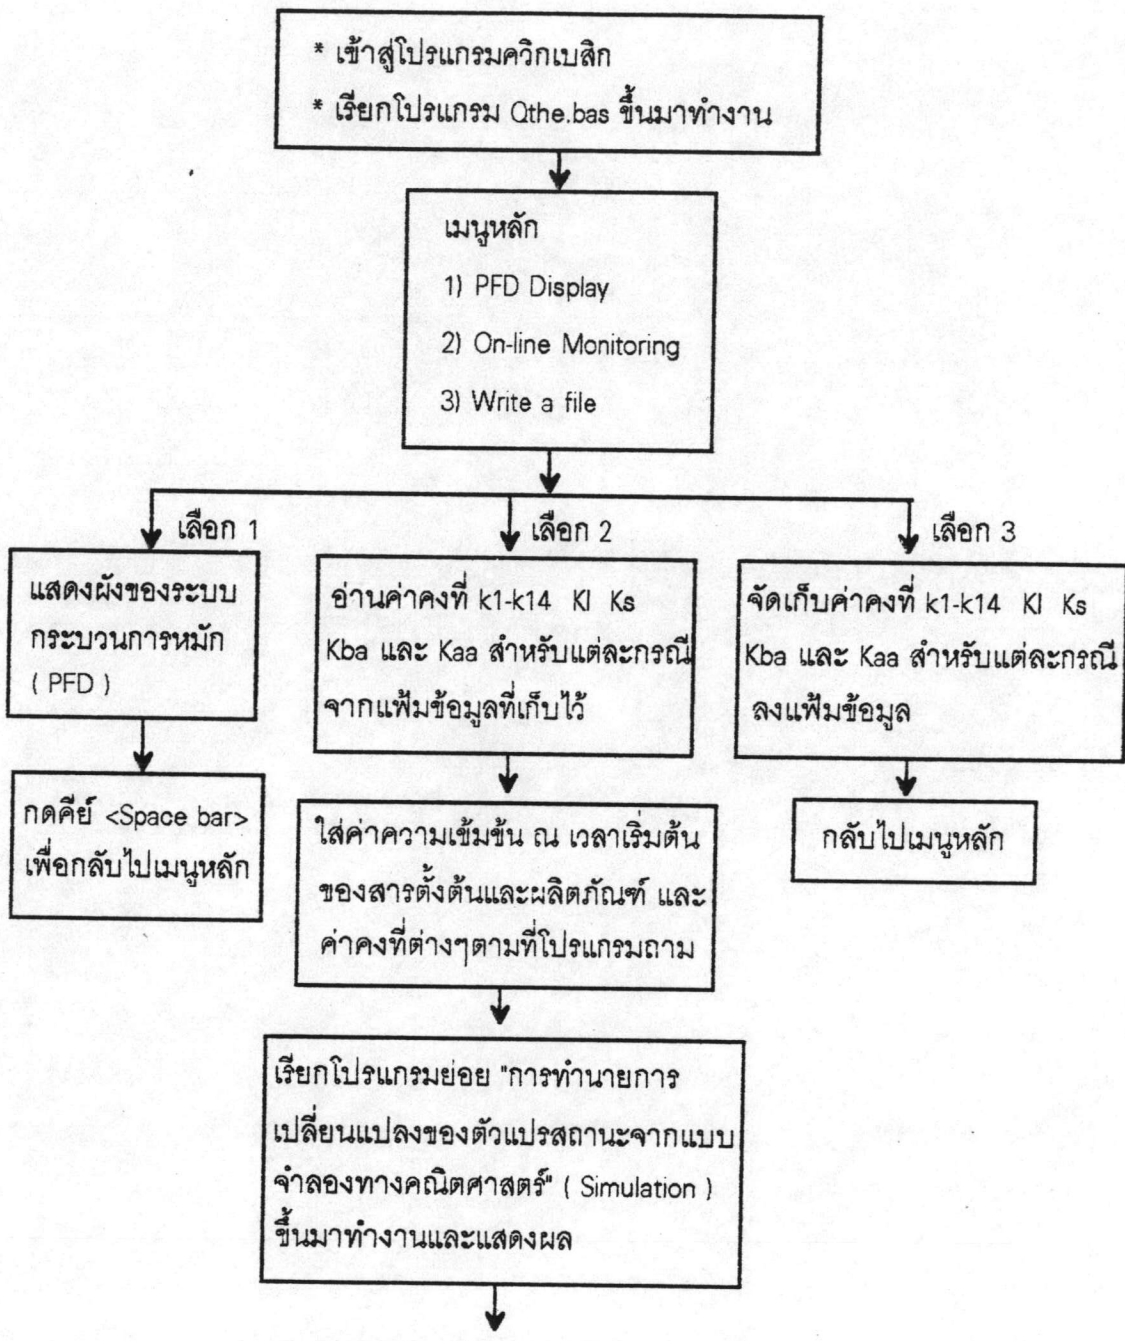 * เข้าสู่โปรแกรมควิกเบสิก
* เรียกโปรแกรม Qthe.bas ขึ้นมาทำงาน
เมนูหลัก
1) PFD Display
2) On-line Monitoring
3) Write a file
เลือก 1
แสดงผังของระบบ
กระบวนการหมัก
( PFD )
กดคีย์ <Space bar>
เพื่อกลับไปเมนูหลัก
เลือก 2
อ่านค่าคงที่ k1-k14 KI Ks
Kba และ Kaa สำหรับแต่ละกรณี
จากแฟ้มข้อมูลที่เก็บไว้
ใส่ค่าความเข้มข้น ณ เวลาเริ่มต้น
ของสารตั้งต้นและผลิตภัณฑ์ และ
ค่าคงที่ต่างๆตามที่โปรแกรมถาม
เรียกโปรแกรมย่อย "การทำนายการ
เปลี่ยนแปลงของตัวแปรสถานะจากแบบ
จำลองทางคณิตศาสตร์" ( Simulation )
ขึ้นมาทำงานและแสดงผล
เลือก 3
จัดเก็บค่าคงที่ k1-k14 KI Ks
Kba และ Kaa สำหรับแต่ละกรณี
ลงแฟ้มข้อมูล
กลับไปเมนูหลัก